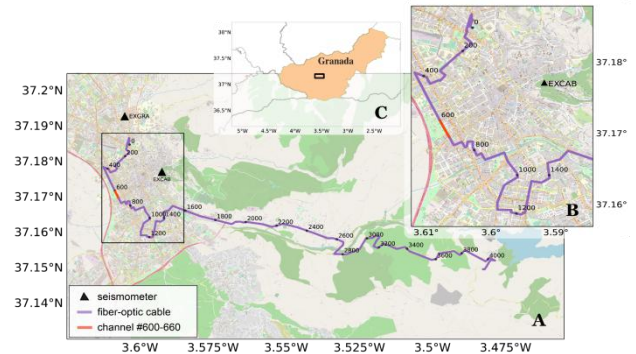 38°N
37.5°N
37°N
36.5°N
Granada
C
5°W
4.5°W
4°W
3.5°W
3°W
2.5°W
0
200
400
600
800
1000
1200
1400
EXCAB
B
37.18°N
37.17°N
37.16°N
3.61°W
3.6°W
3.59°W
37.2°N
37.19°N
37.18°N
37.17°N
37.16°N
37.15°N
37.14°N
EXGRA
EXCAB
0
200
400
600
800
1000
1200
1400
1600
1800
2000
2200
2400
2600
2800
3400
3800
4000
A
seismometer
fiber-optic cable
channel #600-660
3.6°W
3.575°W
3.55°W
3.525°W
3.5°W
3.475°W